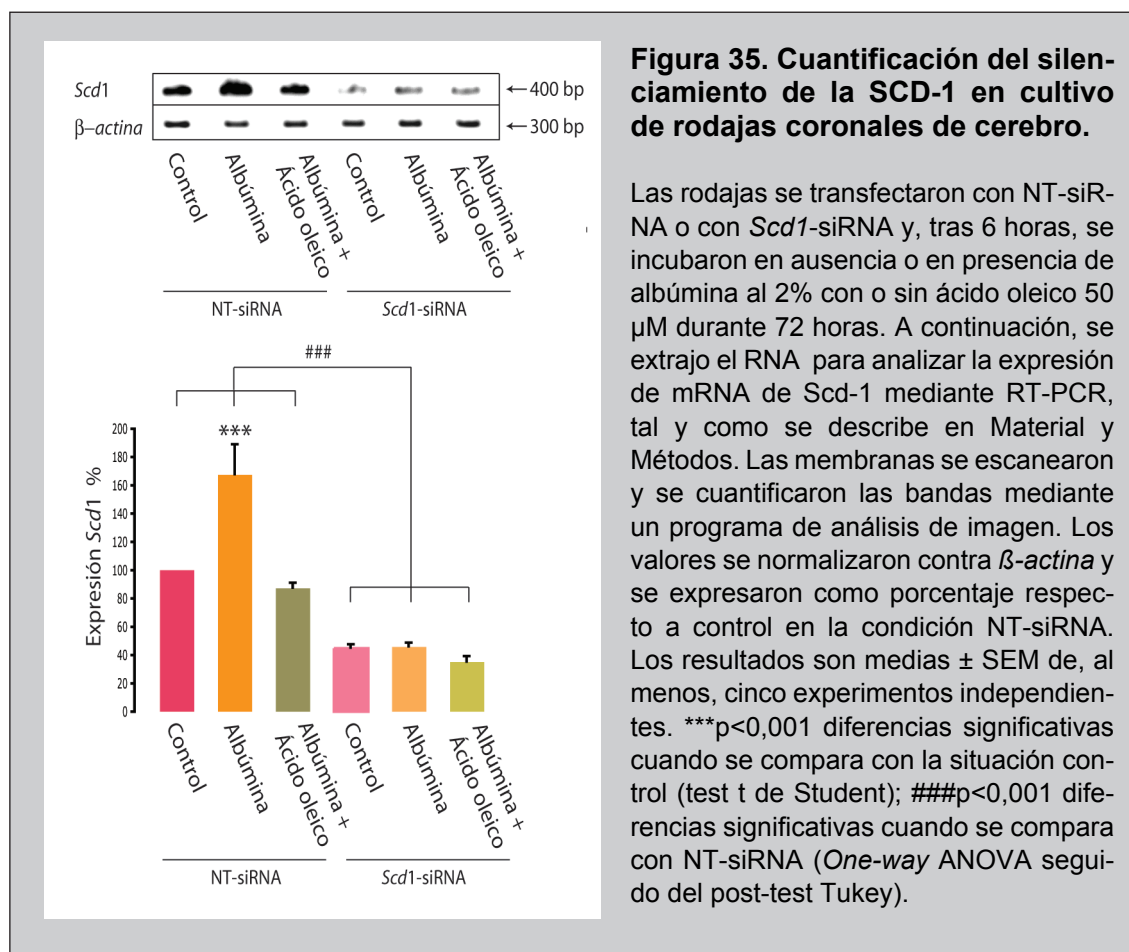 Scd1
← 400 bp
β–actina
← 300 bp
Control
Albúmina
Albúmina +
Ácido oleico
Control
Albúmina
Albúmina +
Ácido oleico
NT-siRNA
Scd1-siRNA
###
***
Expresión Scd1 %
200
180
160
140
120
100
80
60
40
20
0
Control
Albúmina
Albúmina +
Ácido oleico
Control
Albúmina
Albúmina +
Ácido oleico
NT-siRNA
Scd1-siRNA
Figura 35. Cuantificación del silen-
ciamiento de la SCD-1 en cultivo
de rodajas coronales de cerebro.
Las rodajas se transfectaron con NT-siR-
NA o con Scd1-siRNA y, tras 6 horas, se
incubaron en ausencia o en presencia de
albúmina al 2% con o sin ácido oleico 50
µM durante 72 horas. A continuación, se
extrajo el RNA para analizar la expresión
de mRNA de Scd-1 mediante RT-PCR,
tal y como se describe en Material y
Métodos. Las membranas se escanearon
y se cuantificaron las bandas mediante
un programa de análisis de imagen. Los
valores se normalizaron contra ß-actina y
se expresaron como porcentaje respec-
to a control en la condición NT-siRNA.
Los resultados son medias ± SEM de, al
menos, cinco experimentos independien-
tes. ***p<0,001 diferencias significativas
cuando se compara con la situación con-
trol (test t de Student); ###p<0,001 dife-
rencias significativas cuando se compara
con NT-siRNA (One-way ANOVA segui-
do del post-test Tukey).